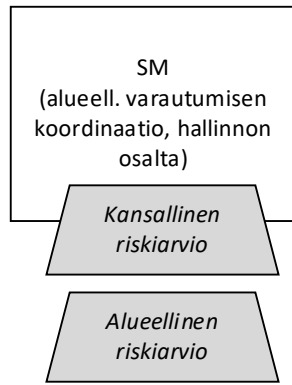 SM
(alueell. varautumisen
koordinaatio, hallinnon
osalta)
Kansallinen
riskiarvio
Alueellinen
riskiarvio